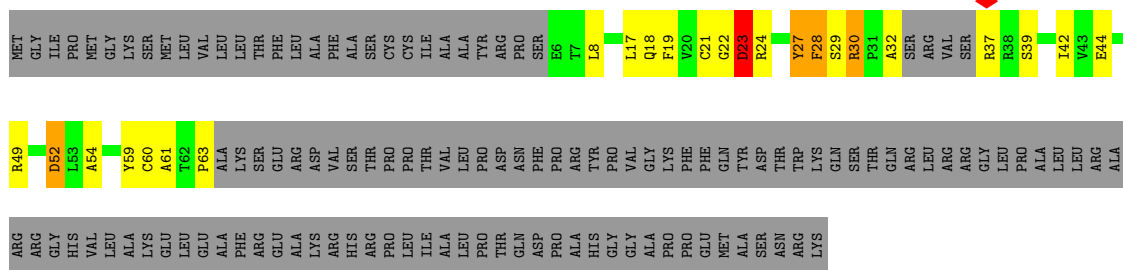 MET GLY ILE PRO MET GLY LYS SER MET LEU VAL LEU LEU THR PHE LEU ALA PHE ALA SER CYS CYS ILE ALA ALA TYR ARG PRO SER E6 T7 L8 L17 Q18 F19 V20 C21 G22 D23 R24 Y27 F28 S29 R30 P31 A32 SER ARG VAL SER R37 R38 S39 I42 V43 E44
R49 D52 L53 A54 Y59 C60 A61 T62 P63 ALA LYS SER GLU ARG ASP VAL SER THR PRO PRO THR VAL LEU PRO ASP ASN PHE PRO ARG TYR PRO VAL GLY LYS PHE PHE GLN TYR ASP THR TRP LYS GLN SER THR GLN ARG LEU ARG ARG GLY LEU PRO ALA LEU LEU ARG ALA
ARG ARG GLY HIS VAL LEU ALA LYS GLU LEU GLU ALA PHE ARG GLU ALA LYS ARG HIS ARG PRO LEU ILE ALA LEU PRO THR GLN ASP PRO ALA HIS GLY GLY ALA PRO PRO GLU MET ALA SER ASN ARG LYS